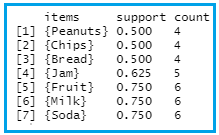 items support count
[1] {Peanuts} 0.500 4
[2] {Chips} 0.500 4
[3] {Bread} 0.500 4
[4] {Jam} 0.625 5
[5] {Fruit} 0.750 6
[6] {Milk} 0.750 6
[7] {Soda} 0.750 6